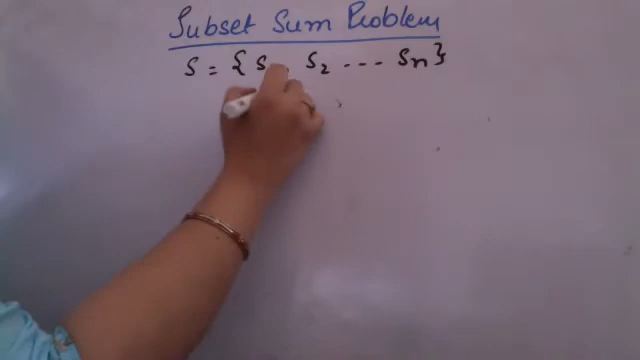 Subset Sum Problem
S = { S S2 --- Sn }